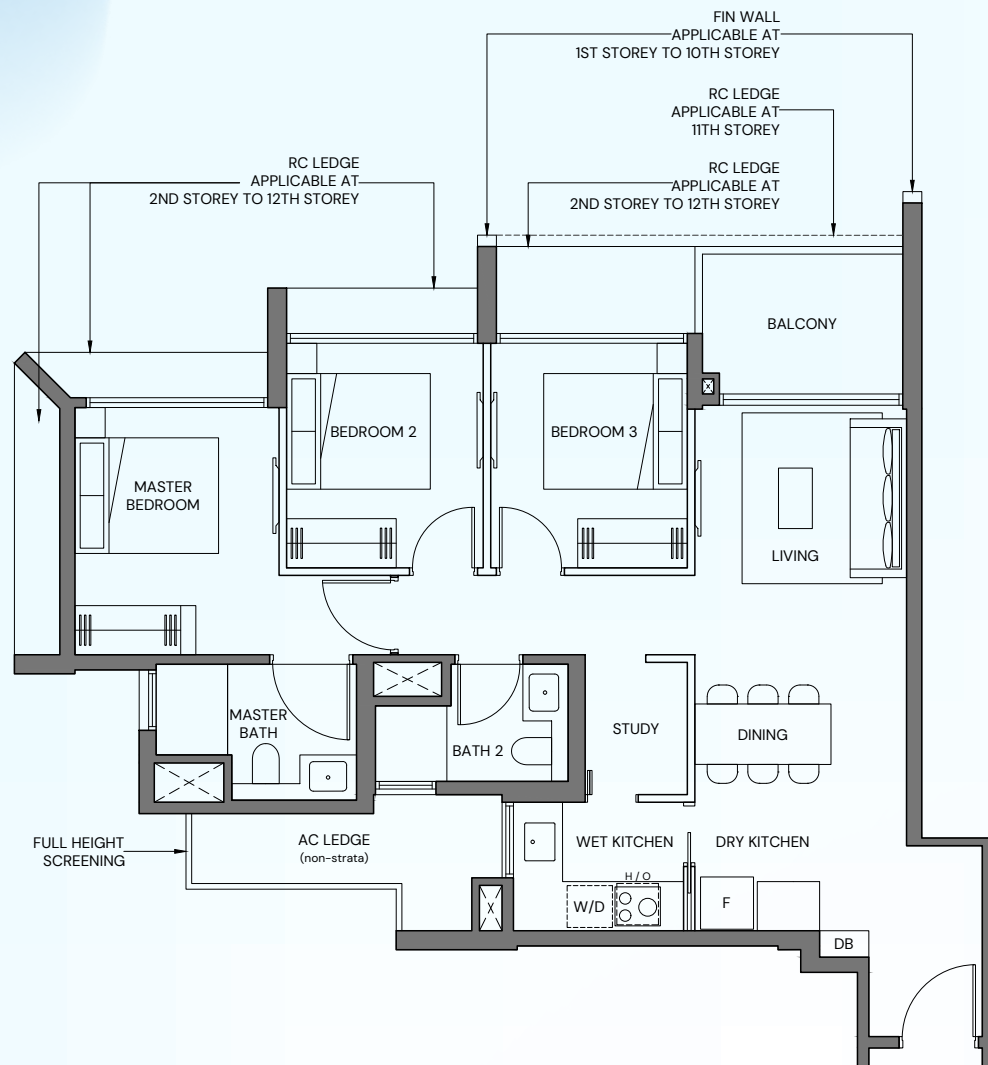 FIN WALL
APPLICABLE AT
1ST STOREY TO 10TH STOREY
RC LEDGE
APPLICABLE AT
11TH STOREY
RC LEDGE
APPLICABLE AT
2ND STOREY TO 12TH STOREY
RC LEDGE
APPLICABLE AT
2ND STOREY TO 12TH STOREY
BALCONY
BEDROOM 2
BEDROOM 3
MASTER
BEDROOM
LIVING
MASTER
BATH
BATH 2
STUDY
DINING
FULL HEIGHT
SCREENING
AC LEDGE
(non-strata)
WET KITCHEN
DRY KITCHEN
H / O
W/D
F
DB